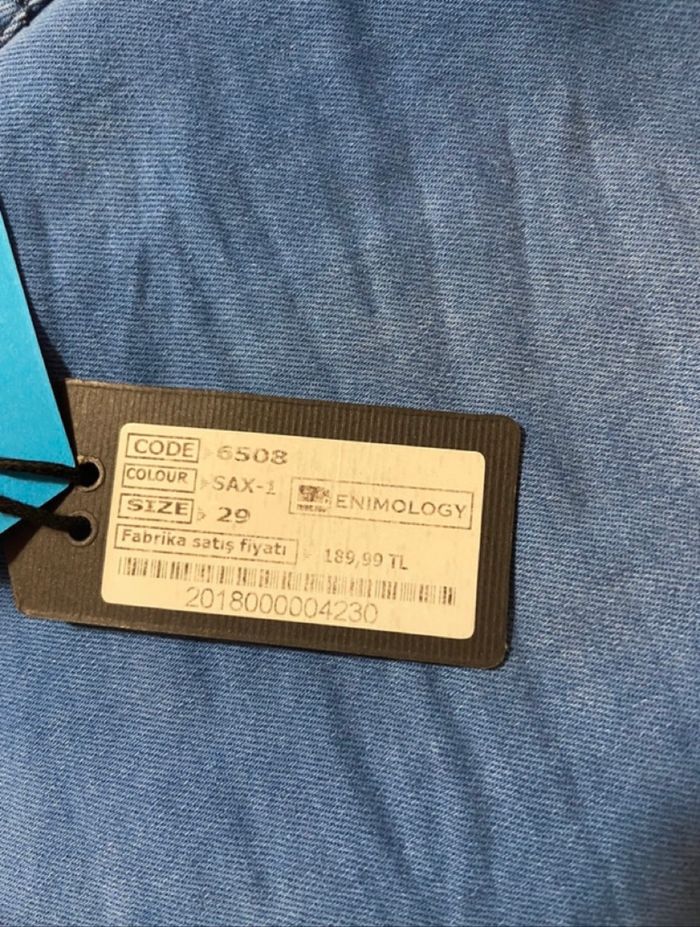 CODE 6508
COLOUR SAX-1
ENIMOLOGY
SIZE 29
Fabrika satış fiyatı 189,99 TL
2018000004230